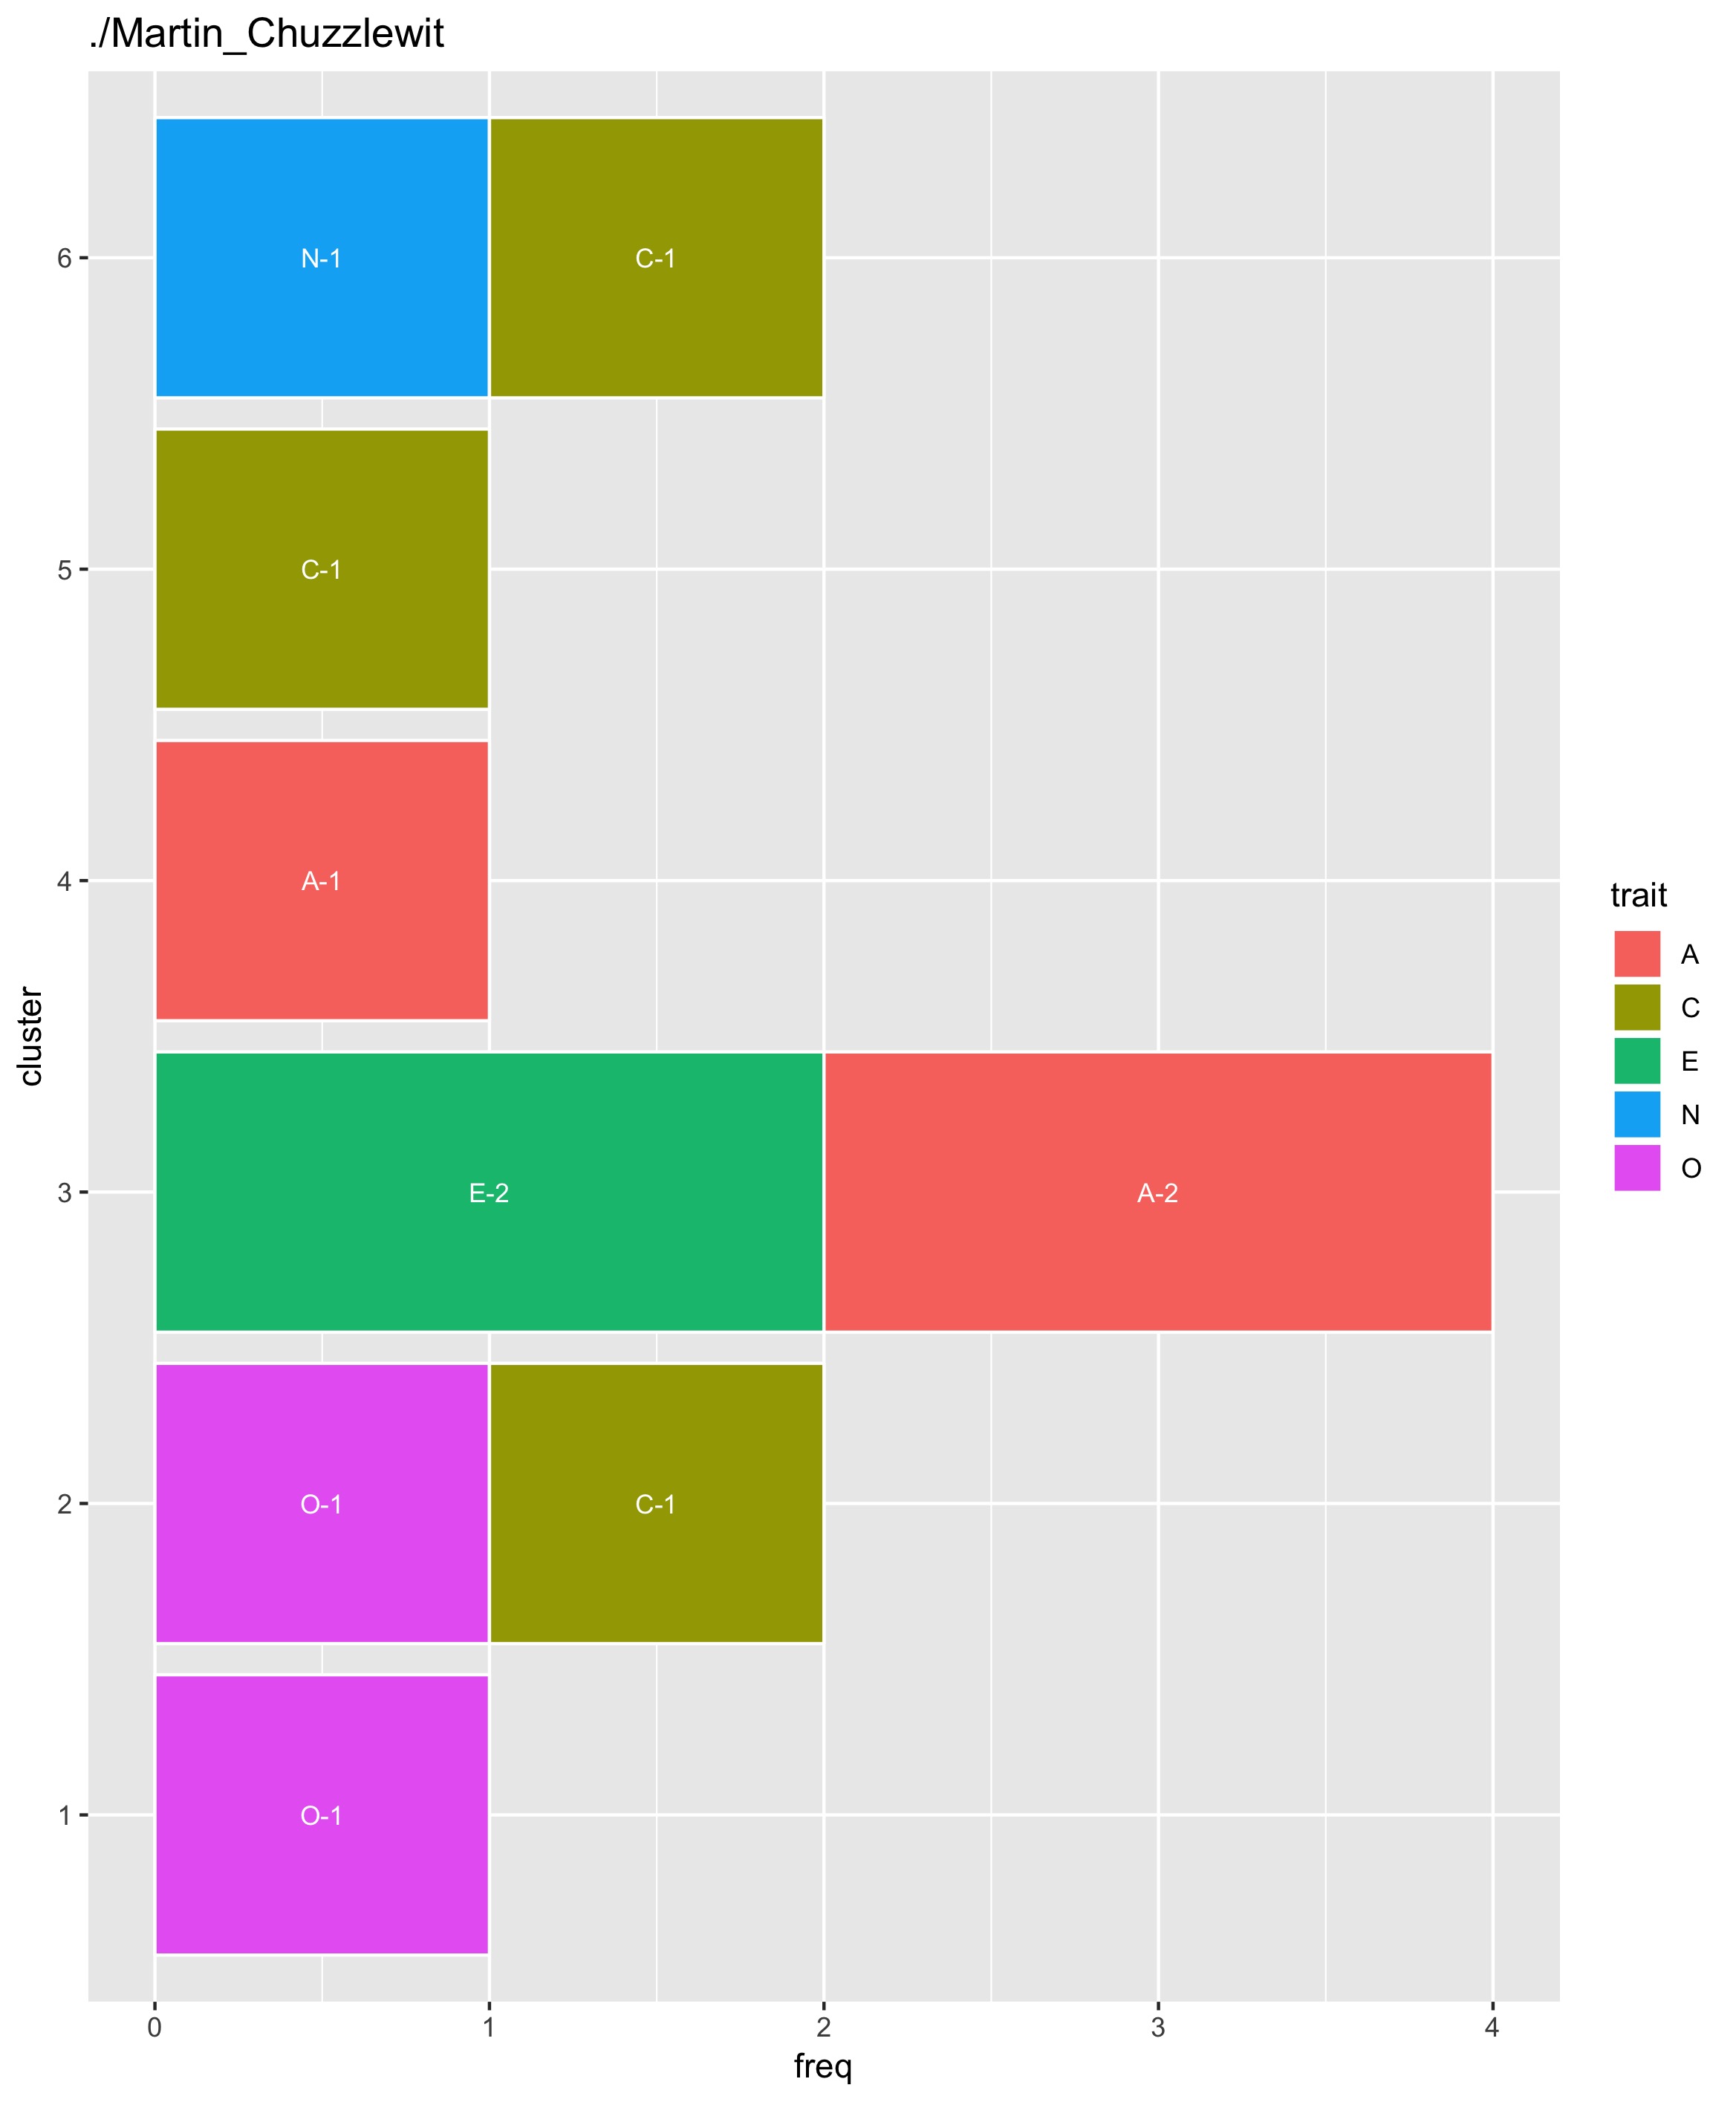 ./Martin_Chuzzlewit
6
N-1
C-1
5
C-1
4
A-1
3
E-2
A-2
2
O-1
C-1
1
O-1
cluster
0
1
2
3
4
freq
trait
A
C
E
N
O